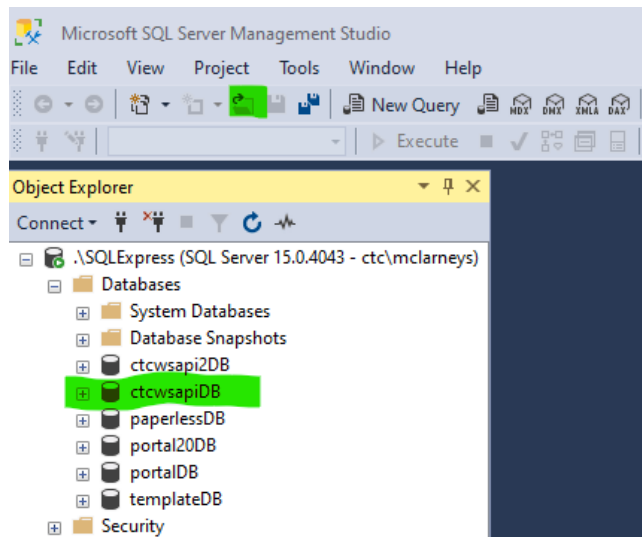 Microsoft SQL Server Management Studio
File Edit View Project Tools Window Help
New Query MDX DMX XMLA DAX
Execute
Object Explorer
Connect
.\SQLExpress (SQL Server 15.0.4043 - ctc\mclarneys)
Databases
System Databases
Database Snapshots
ctcwsapi2DB
ctcwsapiDB
paperlessDB
portal20DB
portalDB
templateDB
Security